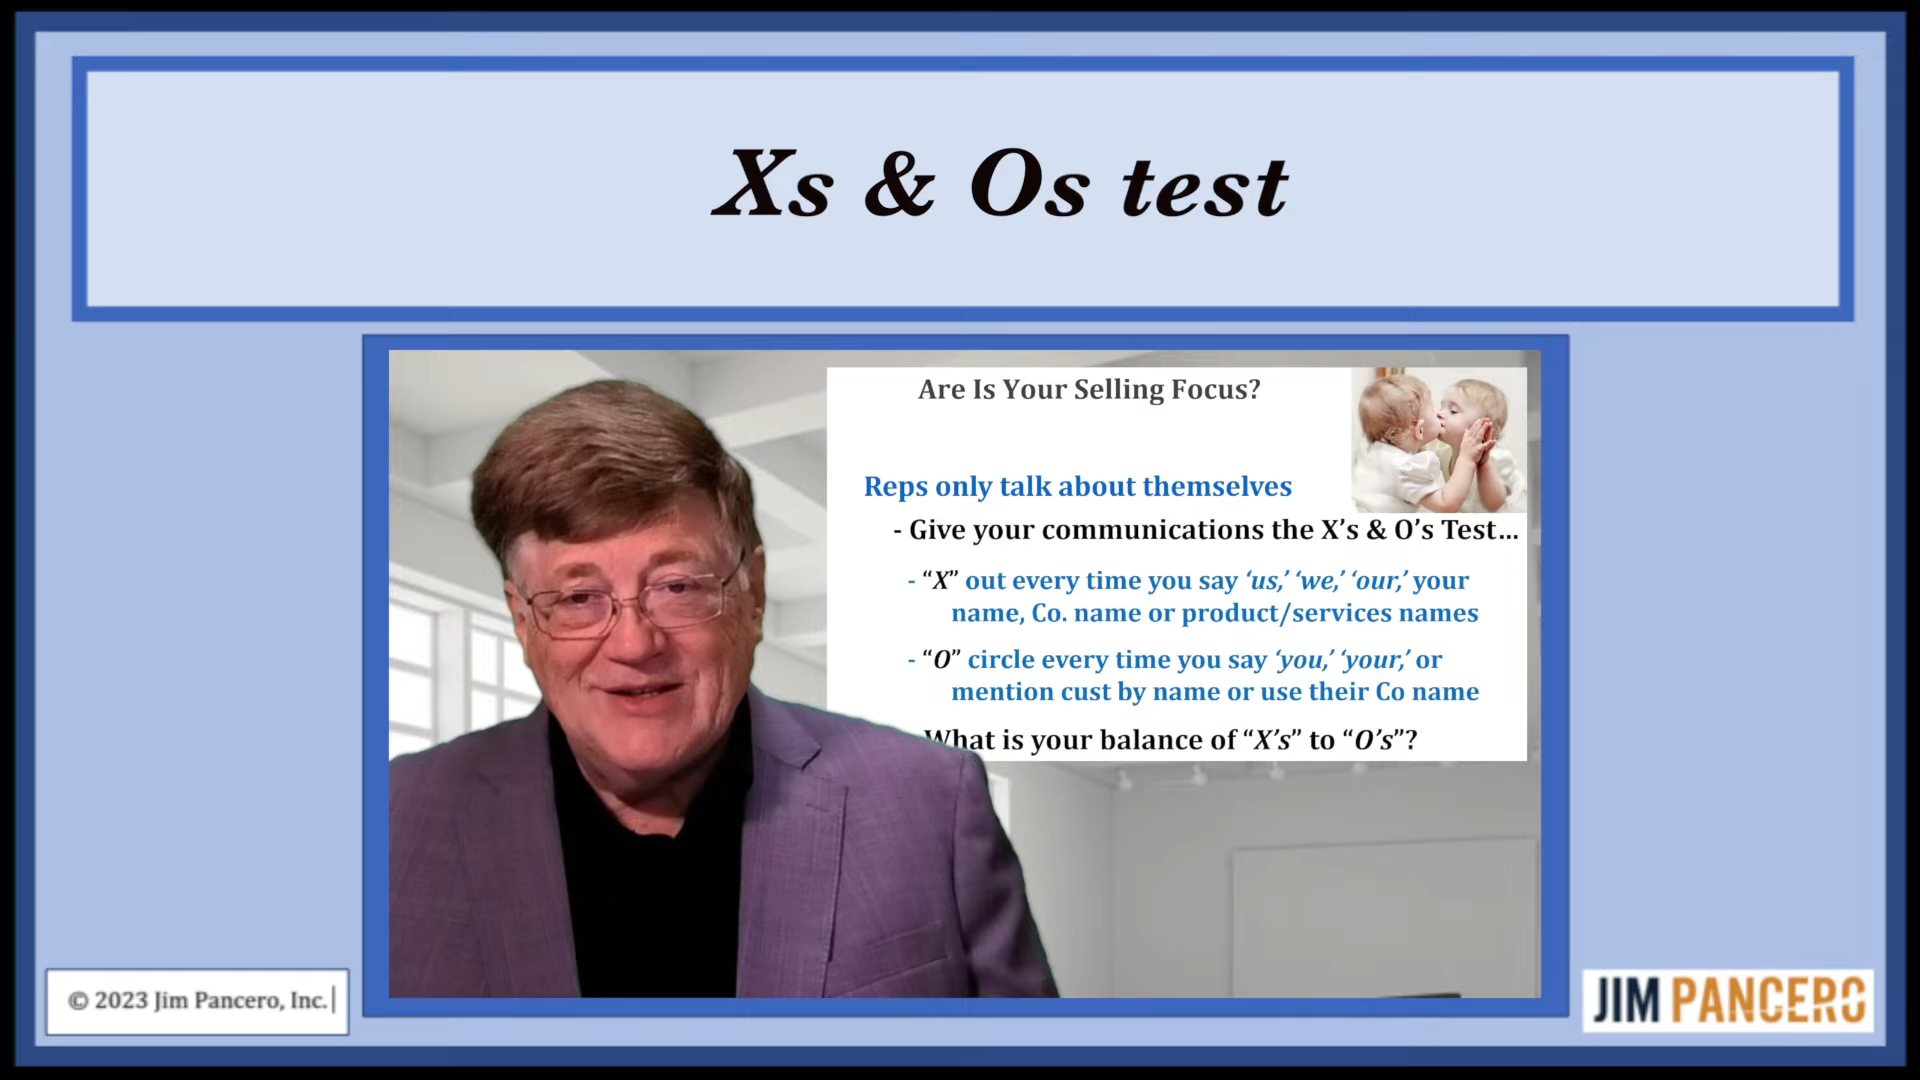 Xs & Os test
Are Is Your Selling Focus?
Reps only talk about themselves
- Give your communications the X's & O's Test...
- “X” out every time you say ‘us,’ ‘we,’ ‘our,’ your
name, Co. name or product/services names
- “O” circle every time you say ‘you,’ ‘your,’ or
mention cust by name or use their Co name
What is your balance of “X’s” to “O’s”?
© 2023 Jim Pancero, Inc.
JIM PANCERO